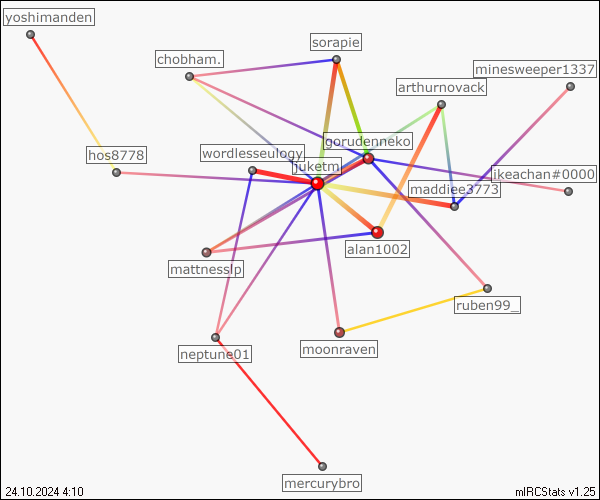 yoshimanden
sorapie
chobham.
minesweeper1337
arthurnovack
gorudenneko
hos8778
wordlesseulogy
juketm
ikeachan#0000
maddiee3773
alan1002
mattnesslp
ruben99_
moonraven
neptune01
mercurybro
24.10.2024 4:10
mIRCStats v1.25